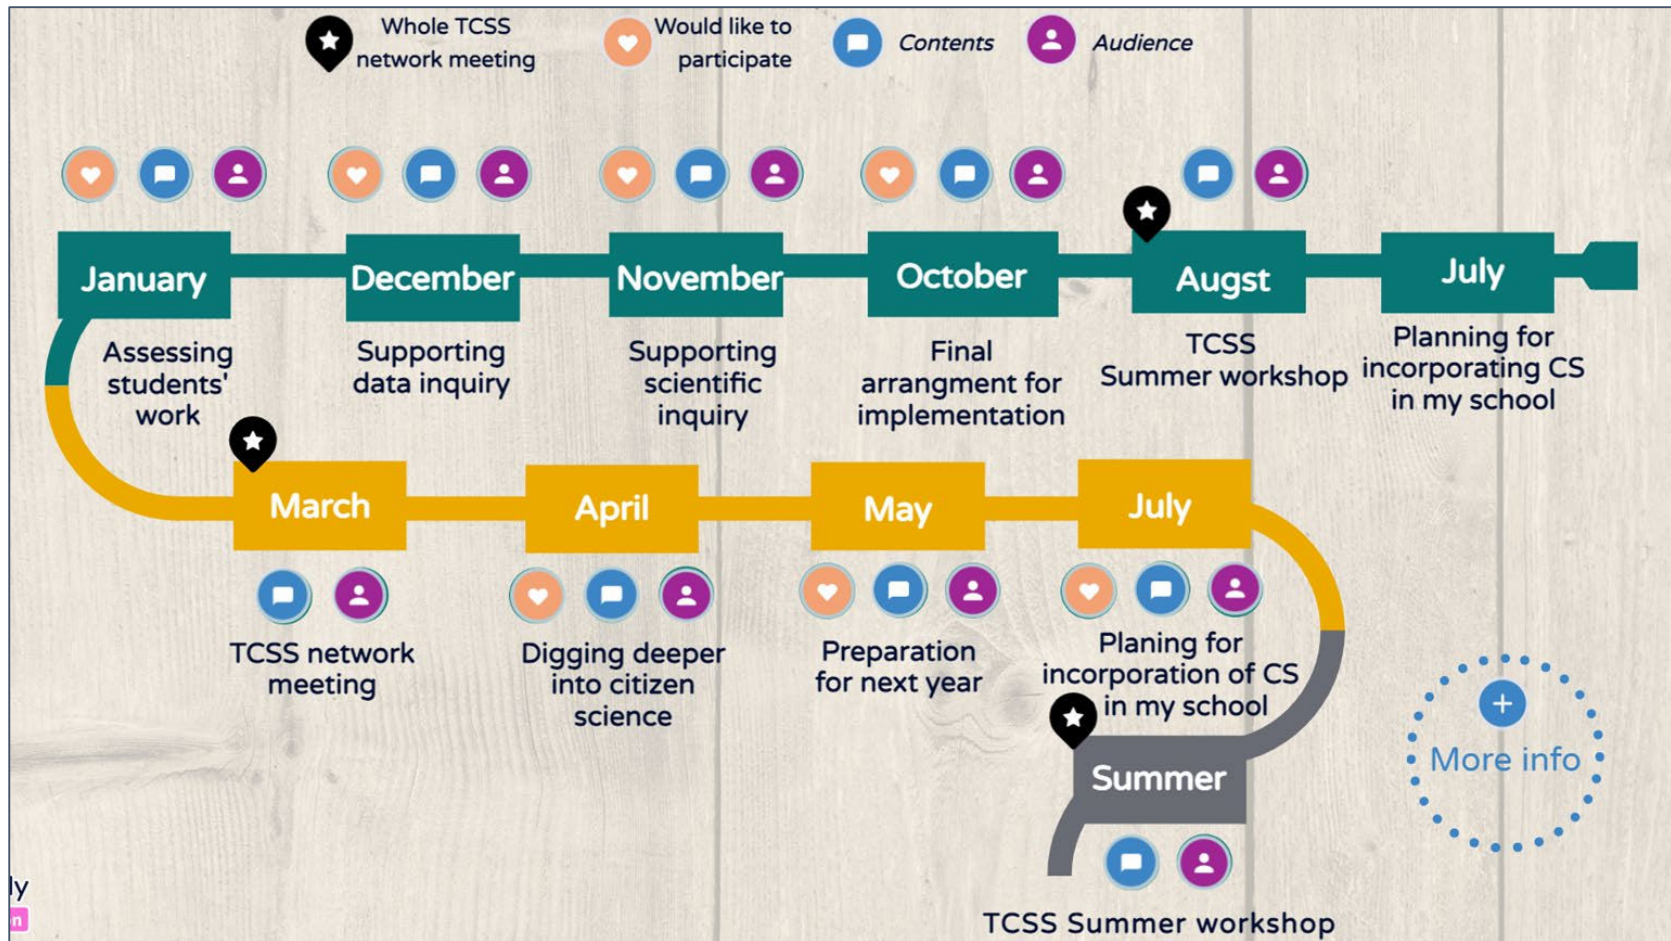 Whole TCSS
network meeting
Would like to
participate
Contents
Audience
January
December
November
October
Augst
July
Assessing
students'
work
Supporting
data inquiry
Supporting
scientific
inquiry
Final
arrangment for
implementation
TCSS
Summer workshop
Planning for
incorporating CS
in my school
March
April
May
July
TCSS network
meeting
Digging deeper
into citizen
science
Preparation
for next year
Planing for
incorporation of CS
in my school
More info
Summer
TCSS Summer workshop
ly